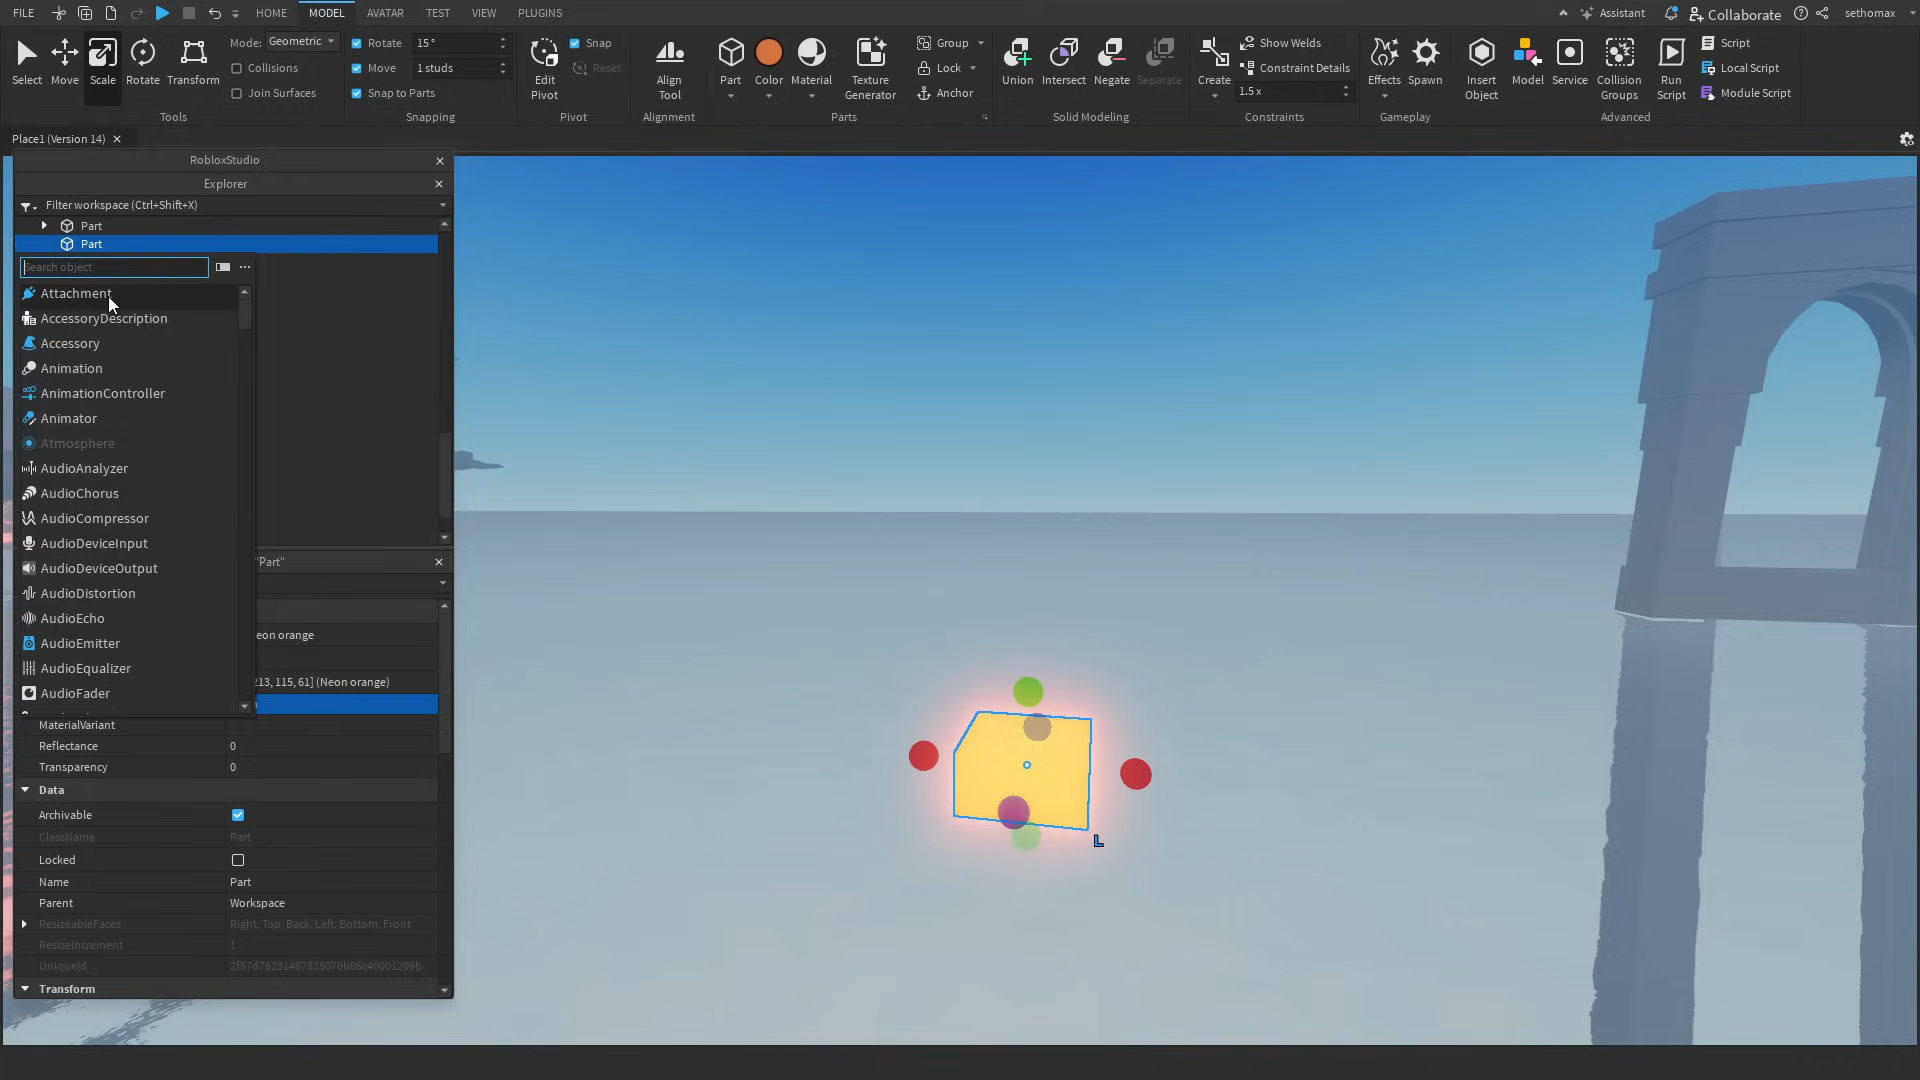 FILE HOME MODEL AVATAR TEST VIEW PLUGINS Assistant Collaborate sethomax
Select Move Scale Rotate Transform Mode: Geometric
Collisions
Join Surfaces
Tools
Rotate 15°
Move 1 studs
Snap to Parts
Snapping
Edit Pivot
Snap
Reset
Pivot
Align Tool
Alignment
Part Color Material Texture Generator
Group
Lock
Anchor
Parts
Union Intersect Negate Separate
Solid Modeling
Create
Show Welds
Constraint Details
1.5 x
Constraints
Effects Spawn
Gameplay
Insert Object Model Service Collision Groups Run Script
Script
Local Script
Module Script
Advanced
Place1 (Version 14)
RobloxStudio
Explorer
Filter workspace (Ctrl+Shift+X)
Part
Part
Search object
Attachment
AccessoryDescription
Accessory
Animation
AnimationController
Animator
Atmosphere
AudioAnalyzer
AudioChorus
AudioCompressor
AudioDeviceInput
AudioDeviceOutput
AudioDistortion
AudioEcho
AudioEmitter
AudioEqualizer
AudioFader
"Part"
eon orange
213, 115, 61] (Neon orange)
MaterialVariant
Reflectance 0
Transparency 0
Data
Archivable
ClassName Part
Locked
Name Part
Parent Workspace
ResizeableFaces Right, Top, Back, Left, Bottom, Front
ResizeIncrement 1
UniqueId
Transform
L